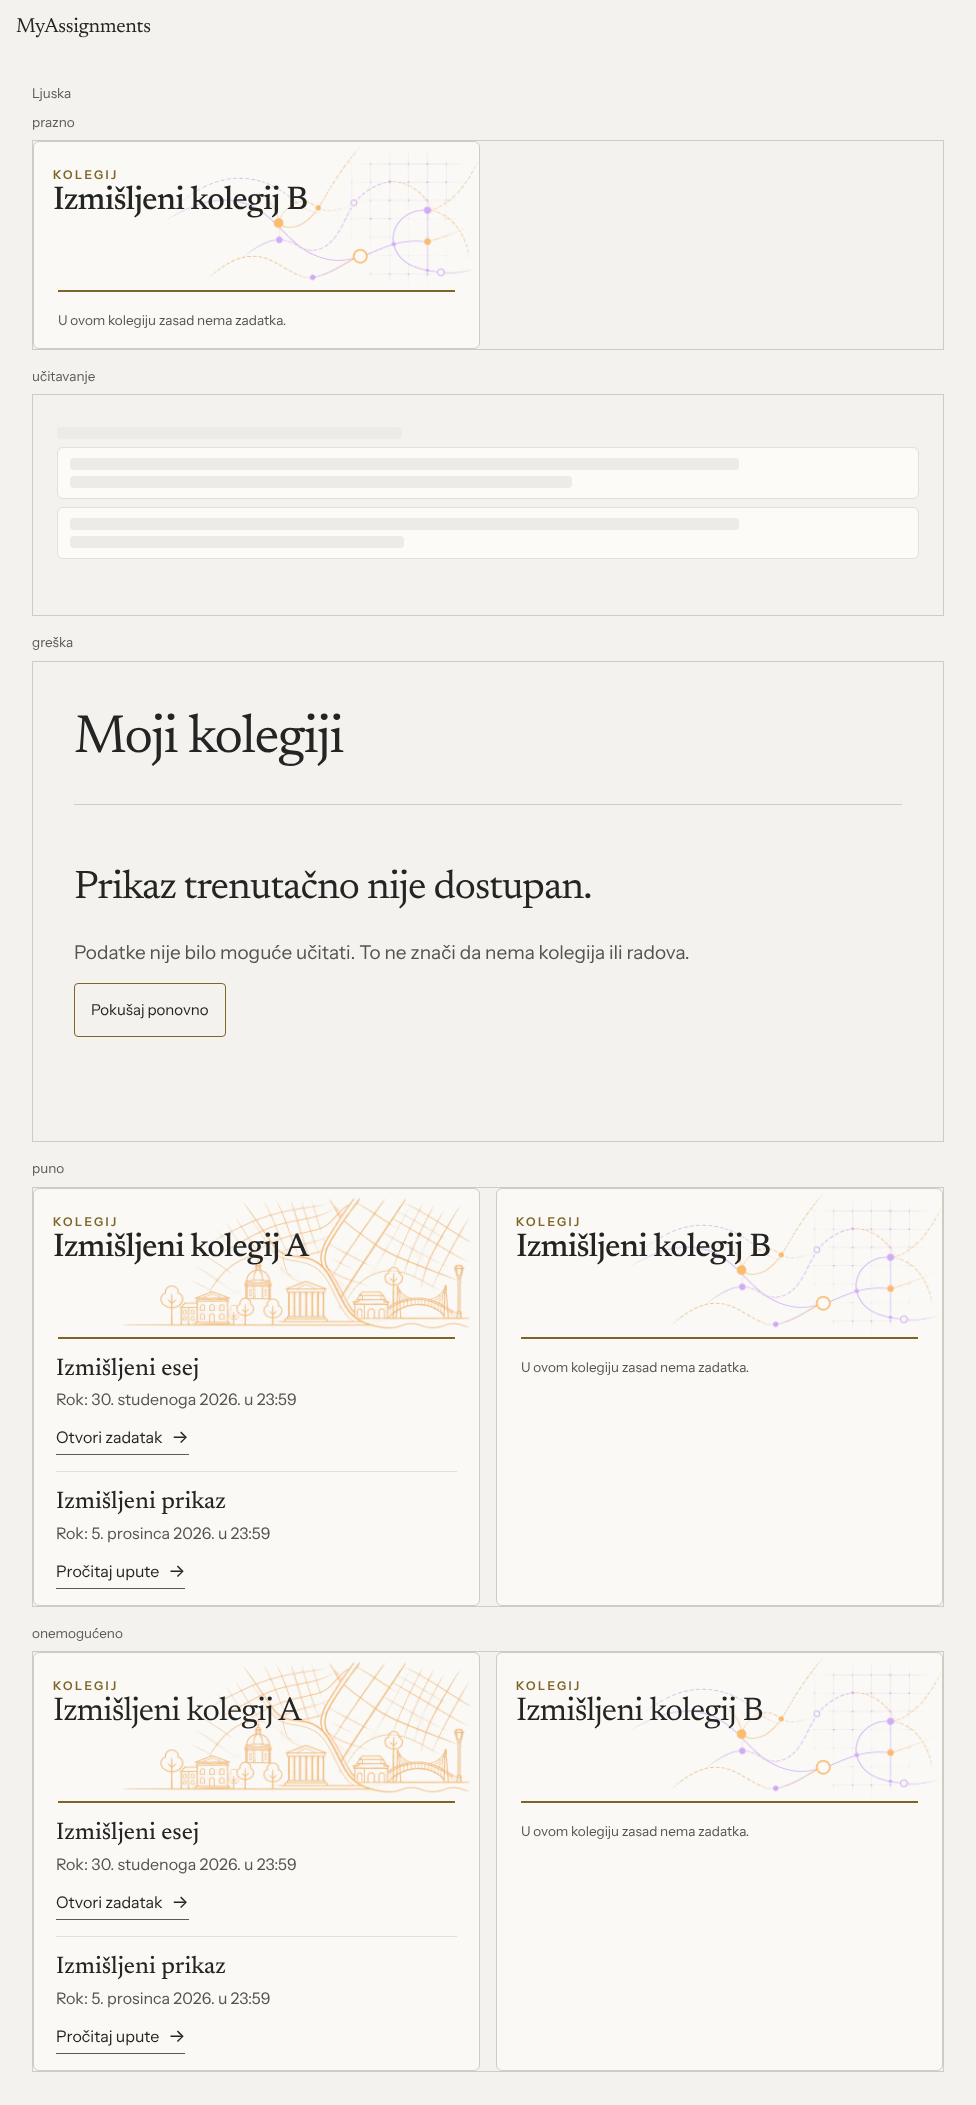 MyAssignments
Ljuska
prazno
KOLEGIJ
Izmišljeni kolegij B
U ovom kolegiju zasad nema zadatka.
učitavanje
greška
Moji kolegiji
Prikaz trenutačno nije dostupan.
Podatke nije bilo moguće učitati. To ne znači da nema kolegija ili radova.
Pokušaj ponovno
puno
KOLEGIJ
Izmišljeni kolegij A
Izmišljeni esej
Rok: 30. studenoga 2026. u 23:59
Otvori zadatak →
Izmišljeni prikaz
Rok: 5. prosinca 2026. u 23:59
Pročitaj upute →
KOLEGIJ
Izmišljeni kolegij B
U ovom kolegiju zasad nema zadatka.
onemogućeno
KOLEGIJ
Izmišljeni kolegij A
Izmišljeni esej
Rok: 30. studenoga 2026. u 23:59
Otvori zadatak →
Izmišljeni prikaz
Rok: 5. prosinca 2026. u 23:59
Pročitaj upute →
KOLEGIJ
Izmišljeni kolegij B
U ovom kolegiju zasad nema zadatka.